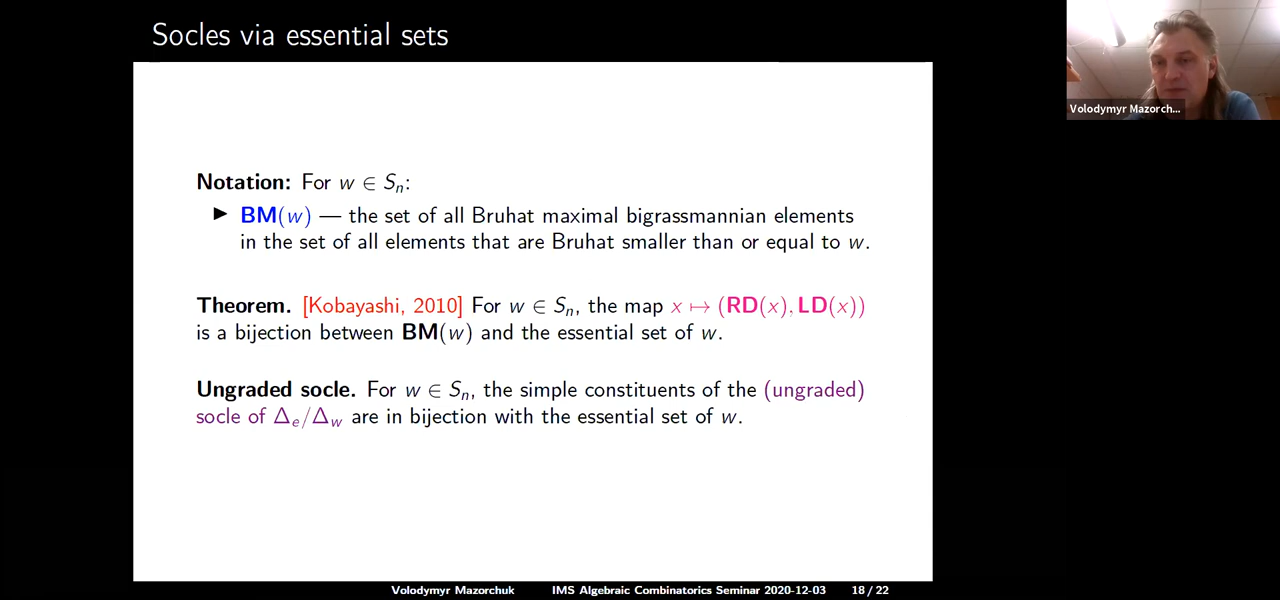 Socles via essential sets
Volodymyr Mazorch...
Notation: For w ∈ Sₙ:
▶ BM(w) — the set of all Bruhat maximal bigrassmannian elements
in the set of all elements that are Bruhat smaller than or equal to w.
Theorem. [Kobayashi, 2010] For w ∈ Sₙ, the map x ↦ (RD(x), LD(x))
is a bijection between BM(w) and the essential set of w.
Ungraded socle. For w ∈ Sₙ, the simple constituents of the (ungraded)
socle of Δₑ/Δ_w are in bijection with the essential set of w.
Volodymyr Mazorchuk IMS Algebraic Combinatorics Seminar 2020-12-03 18 / 22